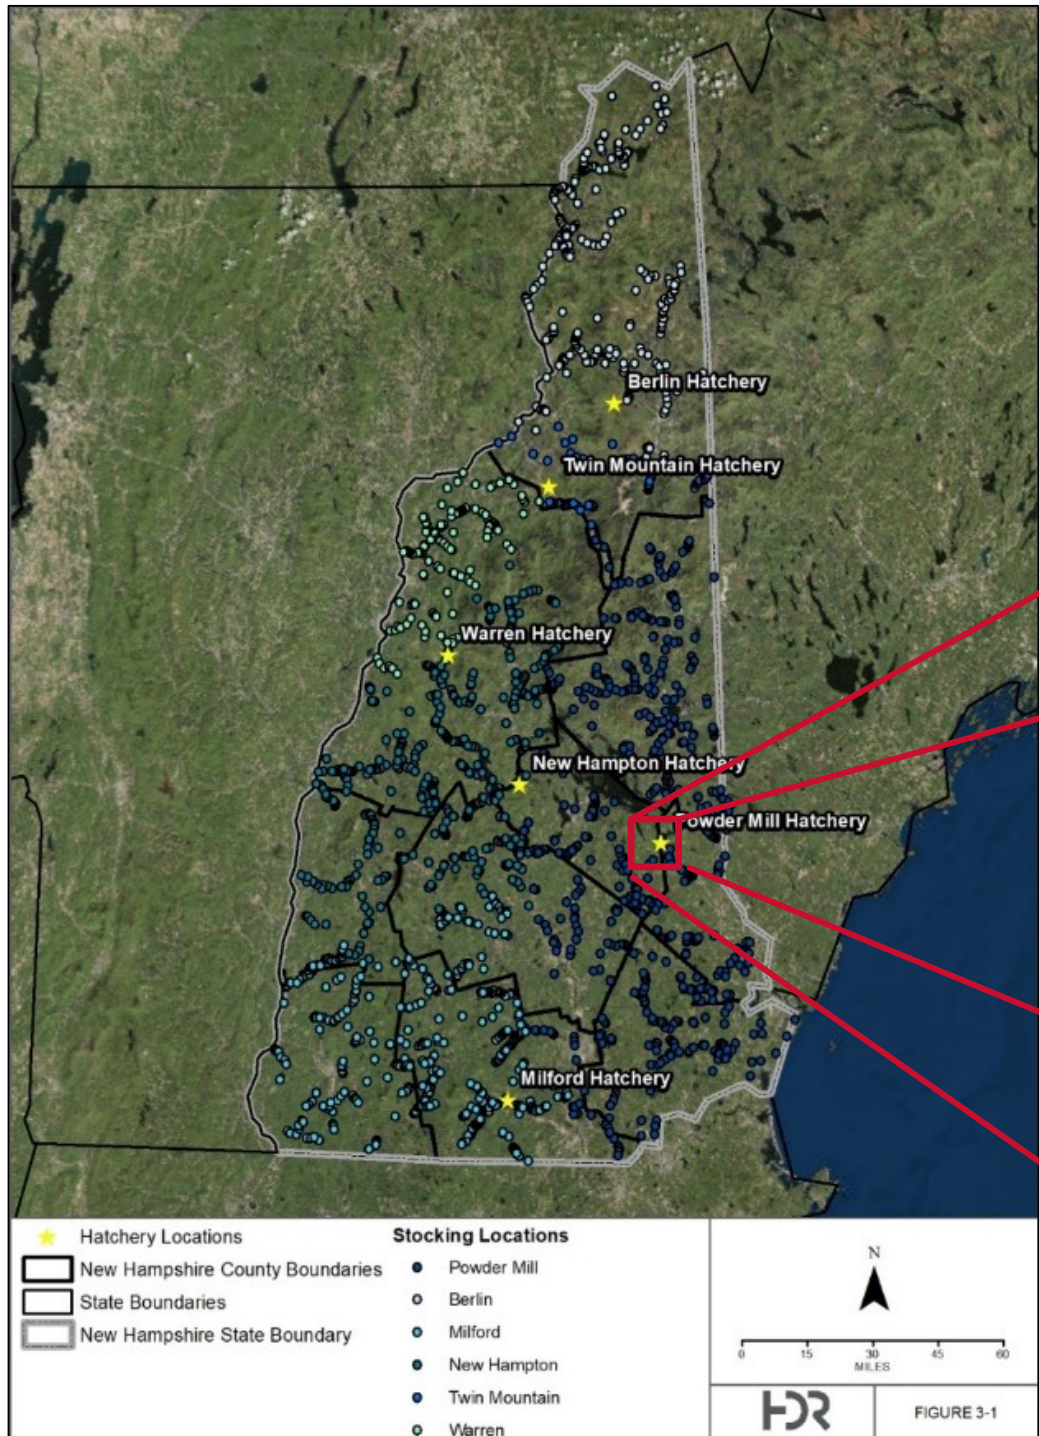 Berlin Hatchery
Twin Mountain Hatchery
Warren Hatchery
New Hampton Hatchery
Powder Mill Hatchery
Milford Hatchery
Hatchery Locations
New Hampshire County Boundaries
State Boundaries
New Hampshire State Boundary
Stocking Locations
Powder Mill
Berlin
Milford
New Hampton
Twin Mountain
Warren
N
0 15 30 45 60
MILES
HDR
FIGURE 3-1